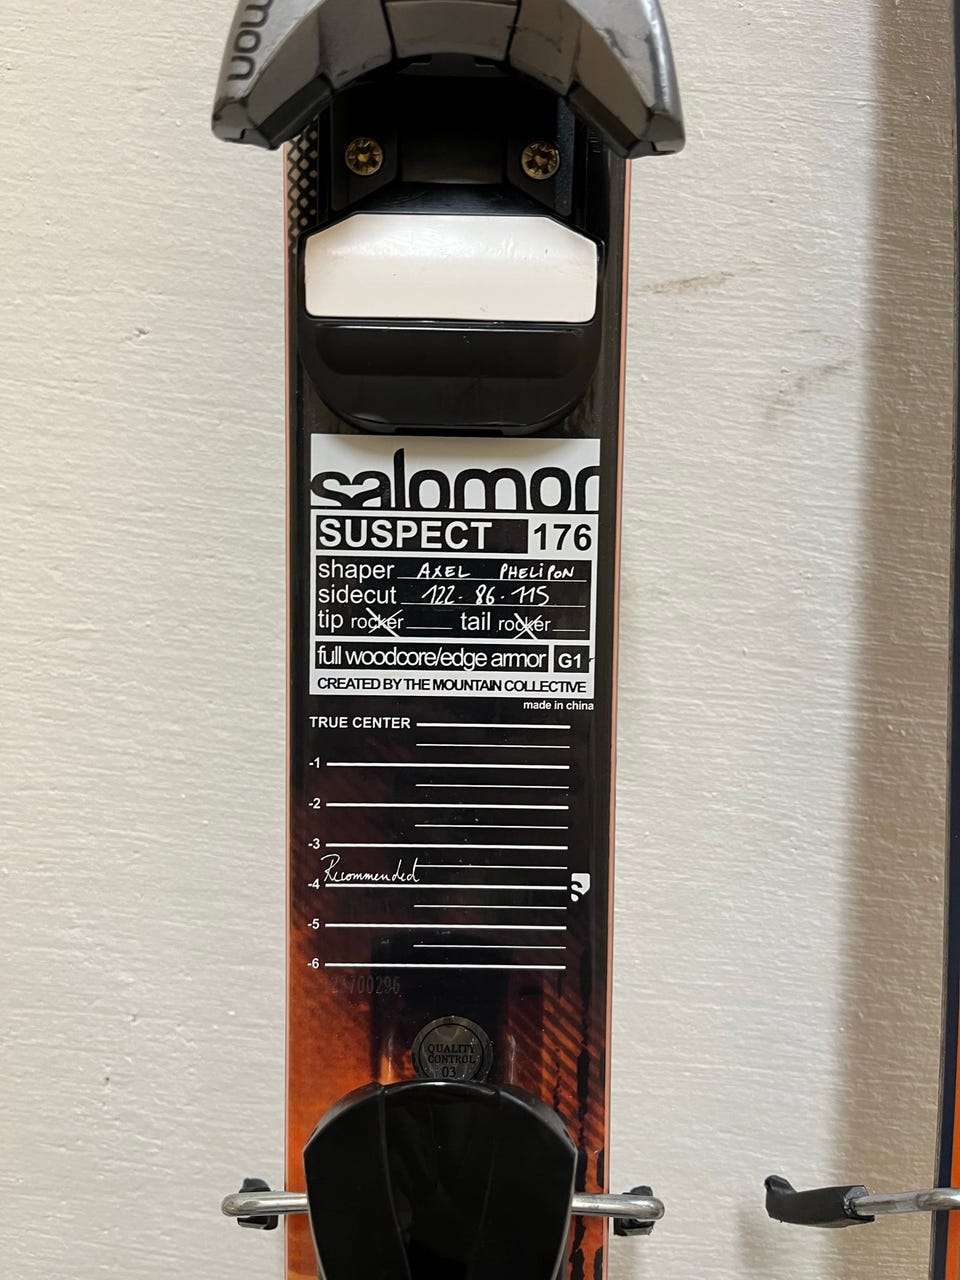 salomon
SUSPECT 176
shaper AXEL PHELIPON
sidecut 122 - 86 - 115
tip rocker tail rocker
full woodcore/edge armor G1
CREATED BY THE MOUNTAIN COLLECTIVE
made in china
TRUE CENTER
-1
-2
-3
Recommended
-4
-5
-6
QUALITY
CONTROL
03